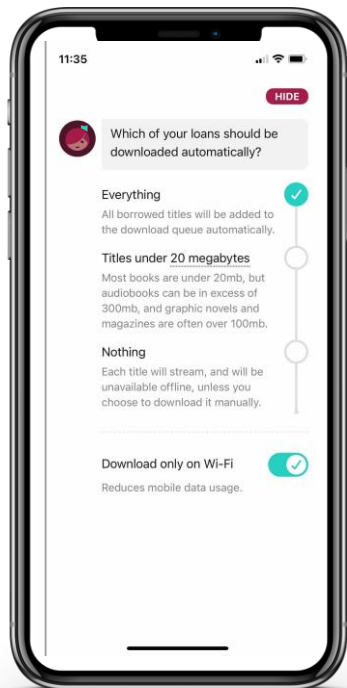 11:35
HIDE
Which of your loans should be
downloaded automatically?
Everything
All borrowed titles will be added to
the download queue automatically.
Titles under 20 megabytes
Most books are under 20mb, but
audiobooks can be in excess of
300mb, and graphic novels and
magazines are often over 100mb.
Nothing
Each title will stream, and will be
unavailable offline, unless you
choose to download it manually.
Download only on Wi-Fi
Reduces mobile data usage.